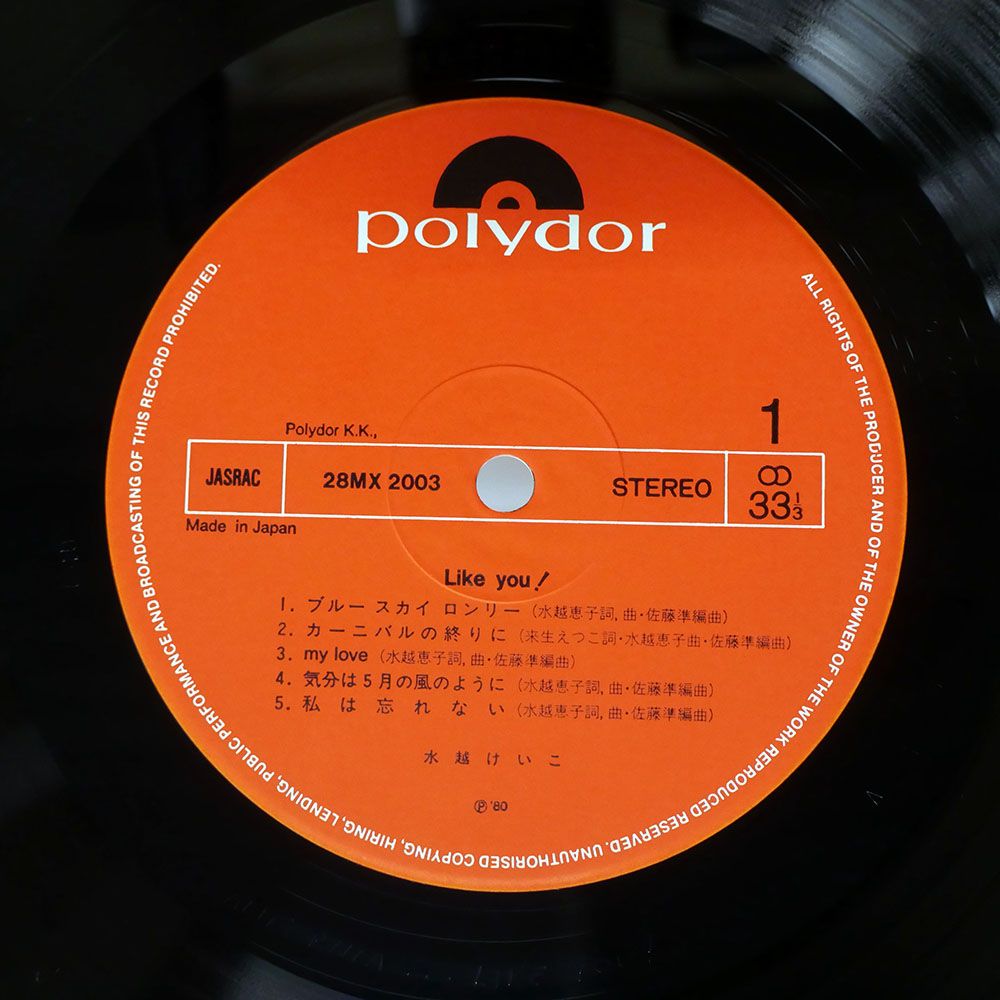 polydor
ALL RIGHTS OF THE PRODUCER AND OF THE OWNER OF THE WORK REPRODUCED RESERVED. UNAUTHORISED COPYING, HIRING, LENDING, PUBLIC PERFORMANCE AND BROADCASTING OF THIS RECORD PROHIBITED.
1
Polydor K.K.,
JASRAC 28MX 2003 STEREO 33⅓
Made in Japan
Like you!
1. ブルー スカイ ロンリー (水越恵子詞, 曲・佐藤準編曲)
2. カーニバルの終りに (来生えつこ詞・水越恵子曲・佐藤準編曲)
3. my love (水越恵子詞, 曲・佐藤準編曲)
4. 気分は5月の風のように (水越恵子詞, 曲・佐藤準編曲)
5. 私は忘れない (水越恵子詞, 曲・佐藤準編曲)
水越けいこ
℗ '80